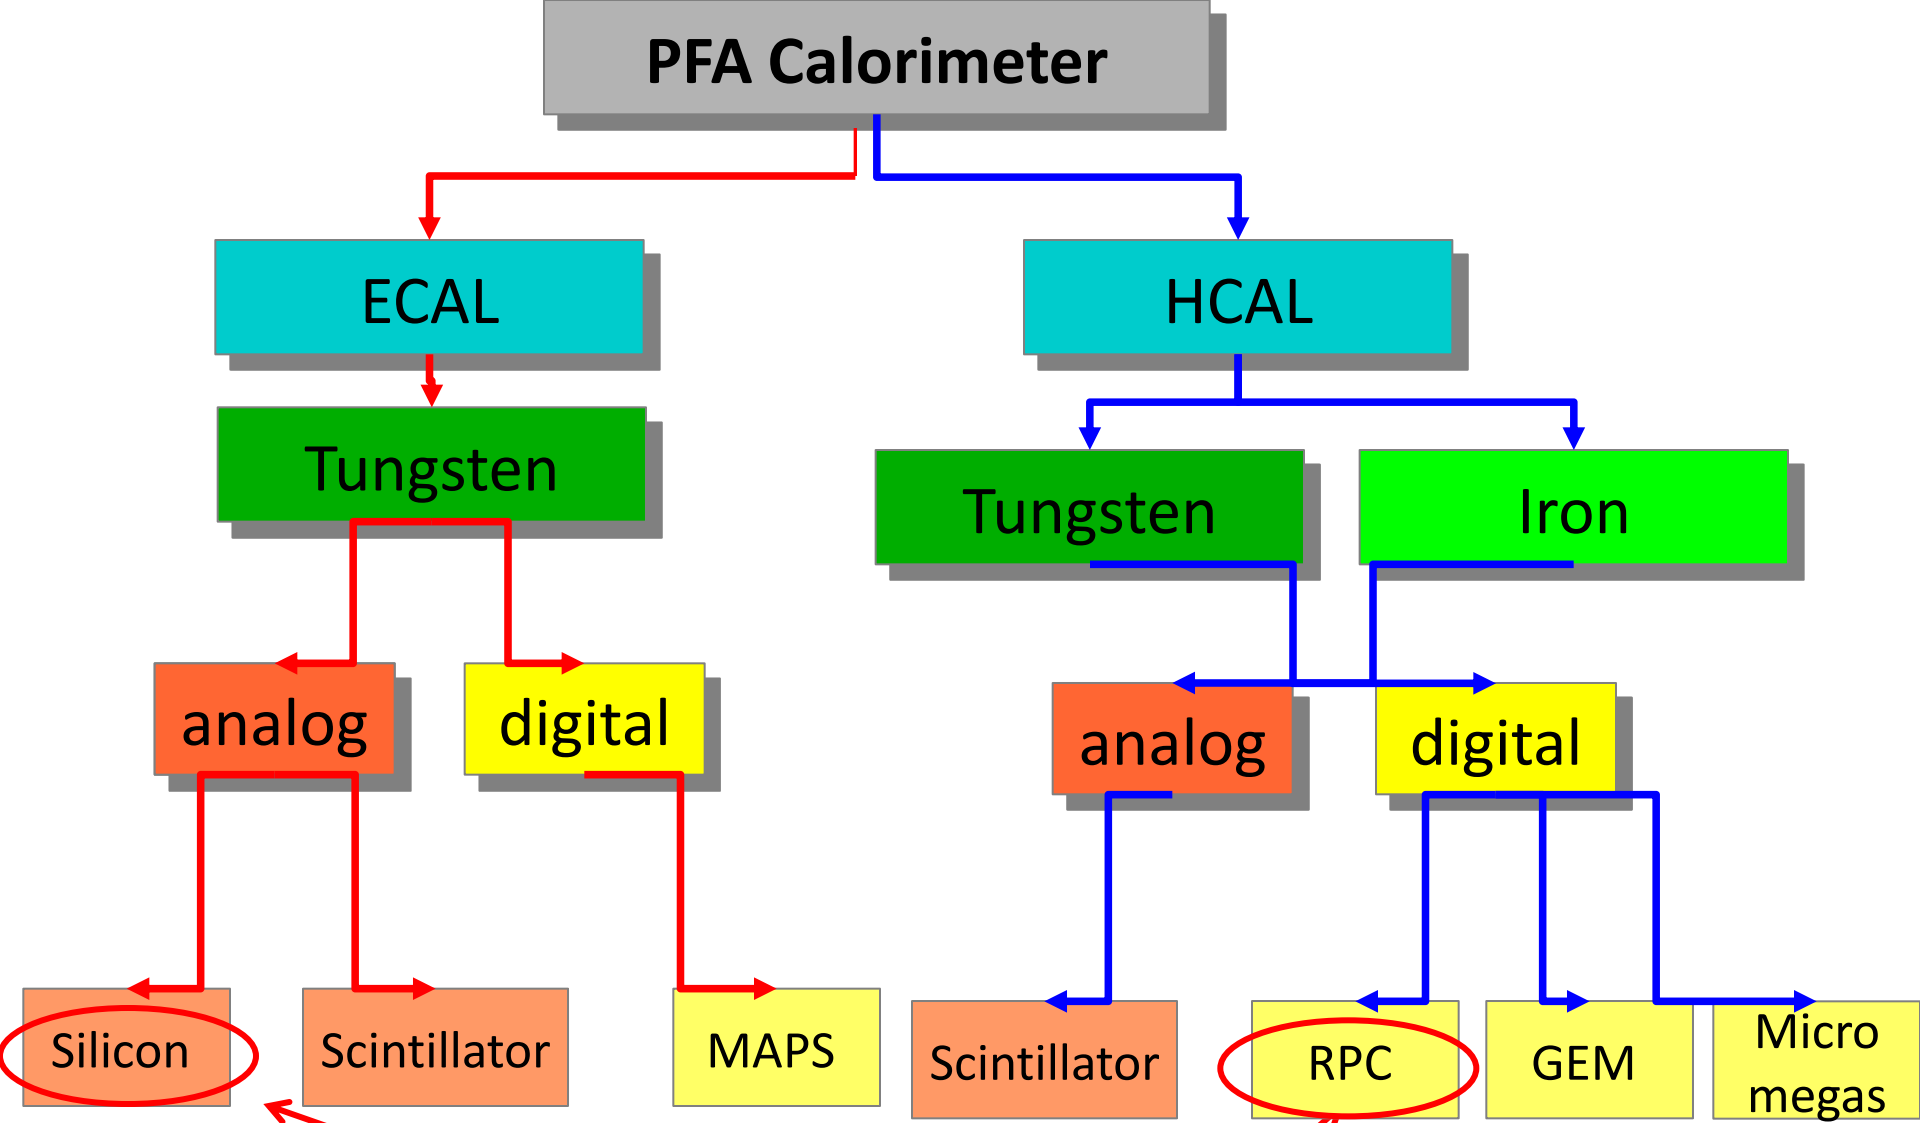 PFA Calorimeter
ECAL
HCAL
Tungsten
Tungsten
Iron
analog
digital
analog
digital
Silicon
Scintillator
MAPS
Scintillator
RPC
GEM
Micro
megas